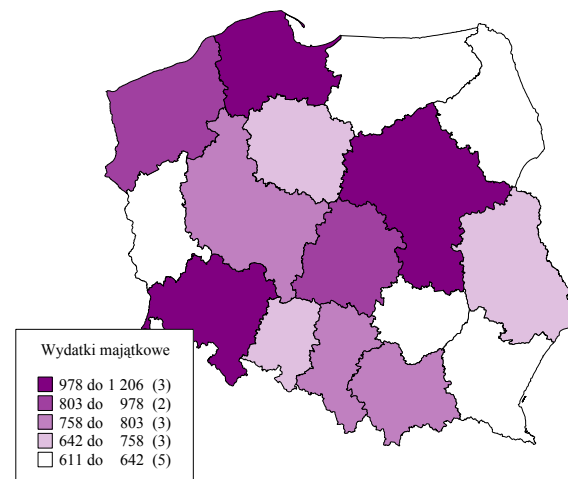 Wydatki majątkowe
978 do 1 206 (3)
803 do 978 (2)
758 do 803 (3)
642 do 758 (3)
611 do 642 (5)